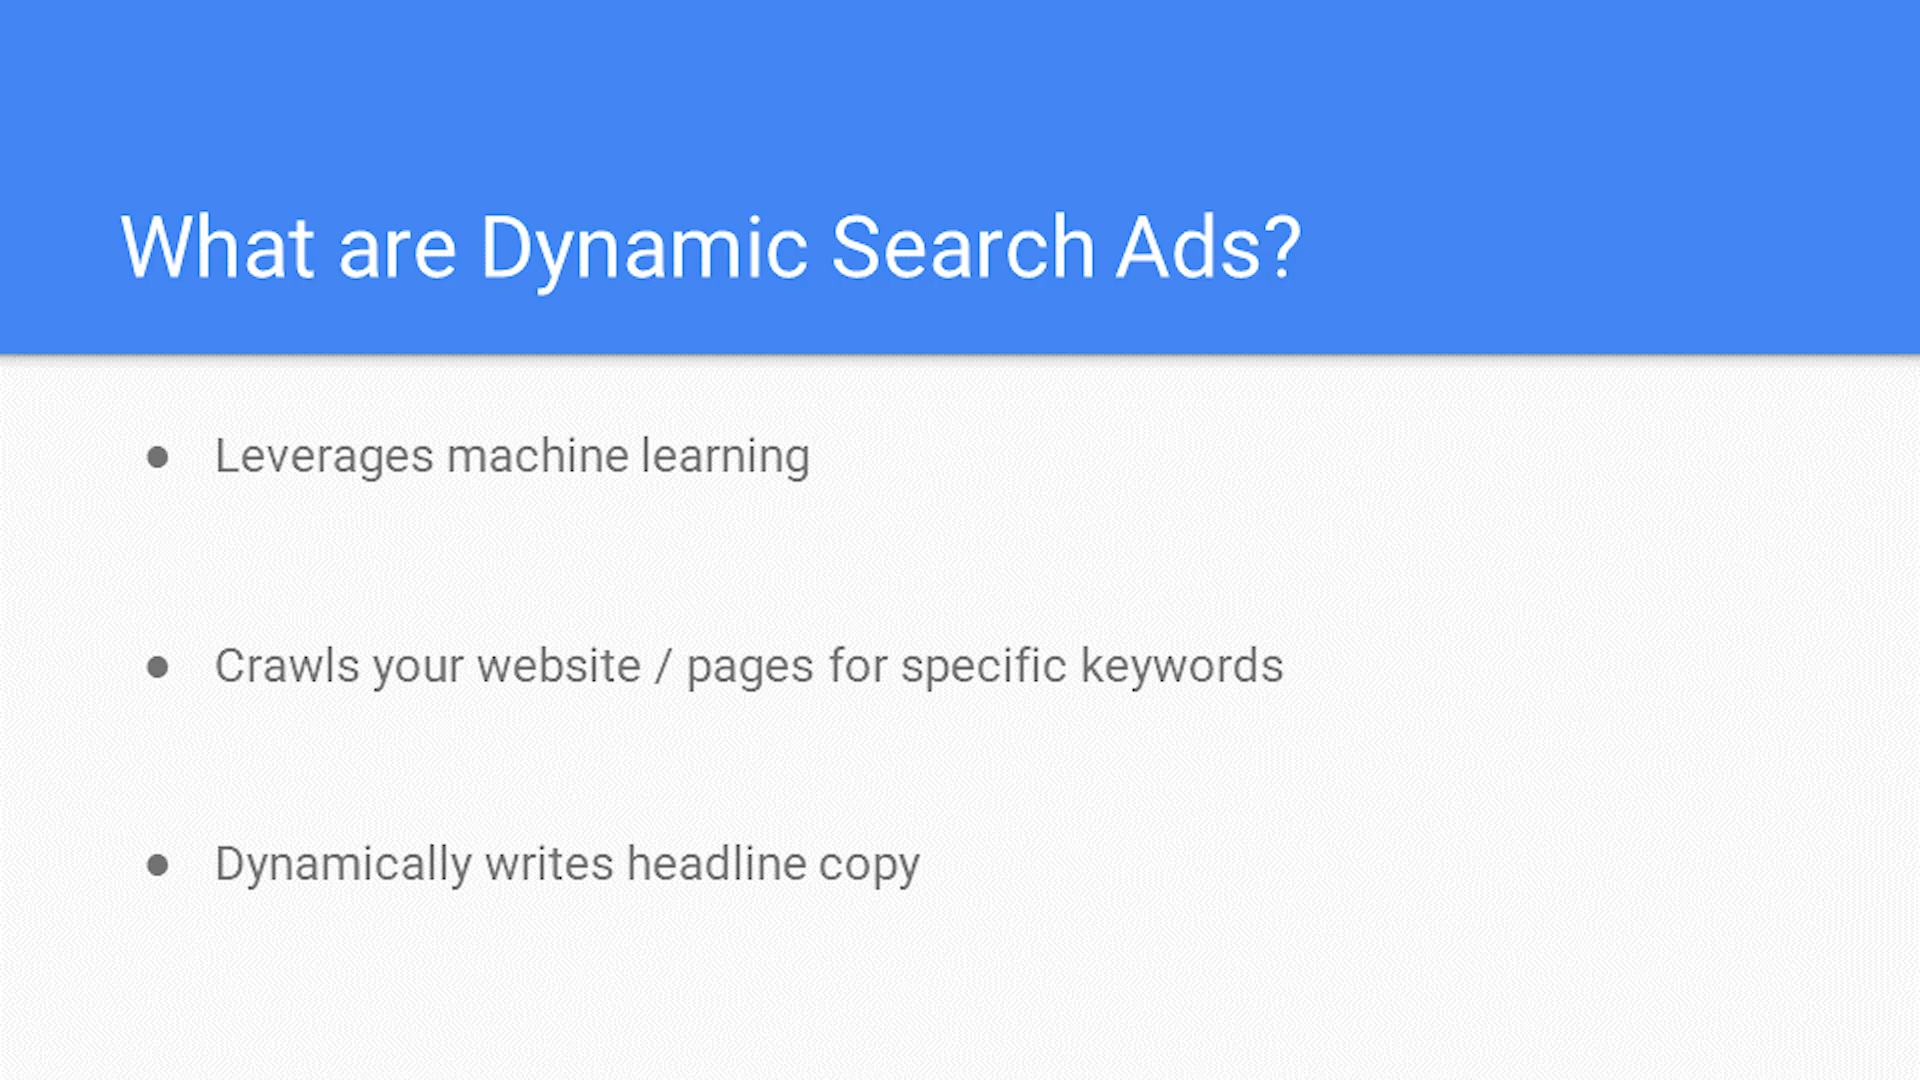 What are Dynamic Search Ads?
● Leverages machine learning
● Crawls your website / pages for specific keywords
● Dynamically writes headline copy